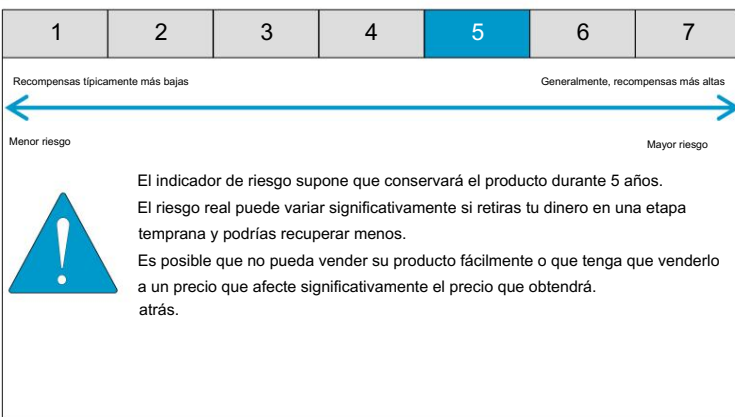 1 2 3 4 5 6 7
Recompensas típicamente más bajas Generalmente, recompensas más altas
Menor riesgo Mayor riesgo
El indicador de riesgo supone que conservará el producto durante 5 años.
El riesgo real puede variar significativamente si retiras tu dinero en una etapa
temprana y podrías recuperar menos.
Es posible que no pueda vender su producto fácilmente o que tenga que venderlo
a un precio que afecte significativamente el precio que obtendrá.
atrás.